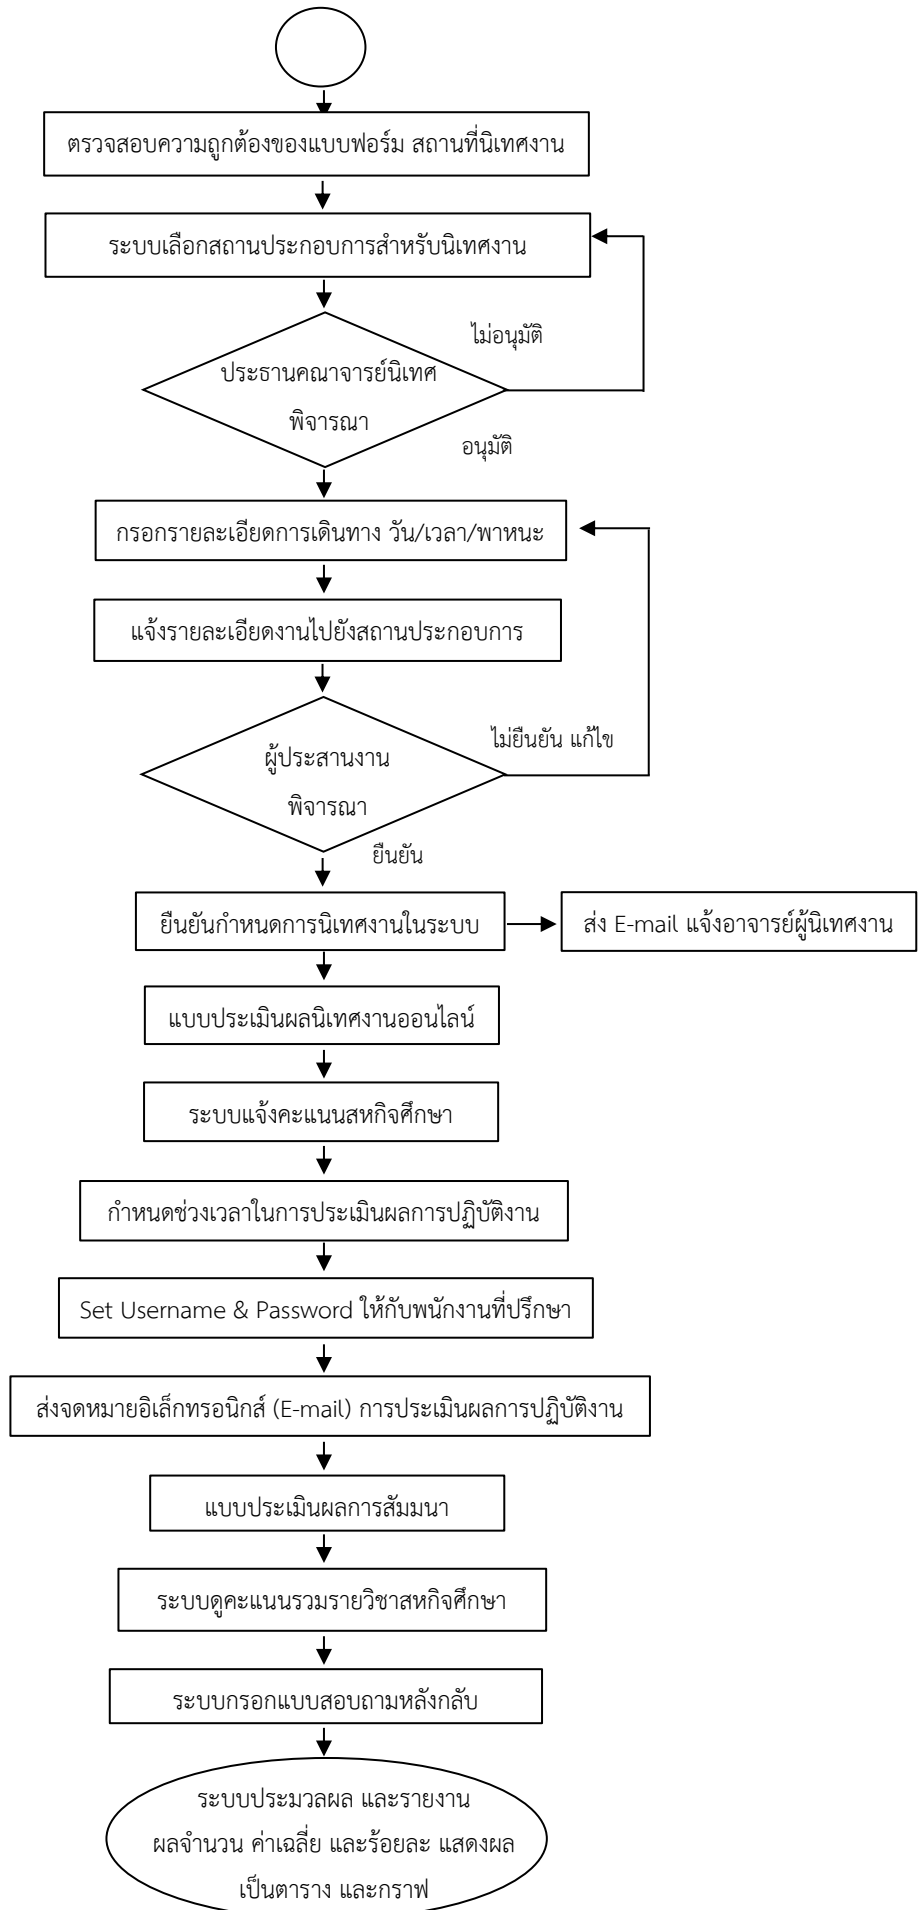 ตรวจสอบความถูกต้องของแบบฟอร์ม สถานที่นิเทศงาน
ระบบเลือกสถานประกอบการสำหรับนิเทศงาน
ไม่อนุมัติ
ประธานคณาจารย์นิเทศ
พิจารณา
อนุมัติ
กรอกรายละเอียดการเดินทาง วัน/เวลา/พาหนะ
แจ้งรายละเอียดงานไปยังสถานประกอบการ
ไม่ยืนยัน แก้ไข
ผู้ประสานงาน
พิจารณา
ยืนยัน
ยืนยันกำหนดการนิเทศงานในระบบ
ส่ง E-mail แจ้งอาจารย์ผู้นิเทศงาน
แบบประเมินผลนิเทศงานออนไลน์
ระบบแจ้งคะแนนสหกิจศึกษา
กำหนดช่วงเวลาในการประเมินผลการปฏิบัติงาน
Set Username & Password ให้กับพนักงานที่ปรึกษา
ส่งจดหมายอิเล็กทรอนิกส์ (E-mail) การประเมินผลการปฏิบัติงาน
แบบประเมินผลการสัมมนา
ระบบดูคะแนนรวมรายวิชาสหกิจศึกษา
ระบบกรอกแบบสอบถามหลังกลับ
ระบบประมวลผล และรายงาน
ผลจำนวน ค่าเฉลี่ย และร้อยละ แสดงผล
เป็นตาราง และกราฟ